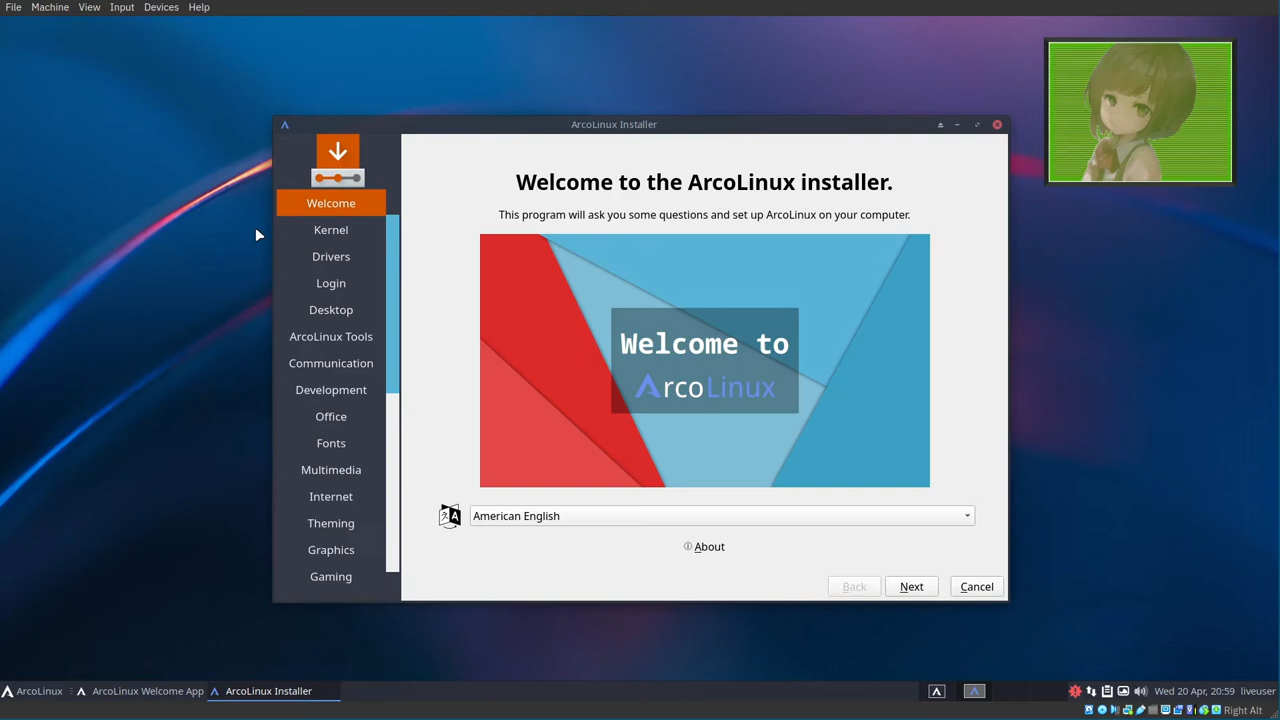 File Machine View Input Devices Help
ArcoLinux Installer
Welcome
Kernel
Drivers
Login
Desktop
ArcoLinux Tools
Communication
Development
Office
Fonts
Multimedia
Internet
Theming
Graphics
Gaming
Welcome to the ArcoLinux installer.
This program will ask you some questions and set up ArcoLinux on your computer.
Welcome to
ArcoLinux
American English
About
Back Next Cancel
ArcoLinux ArcoLinux Welcome App ArcoLinux Installer Wed 20 Apr, 20:59 liveuser
Right Alt